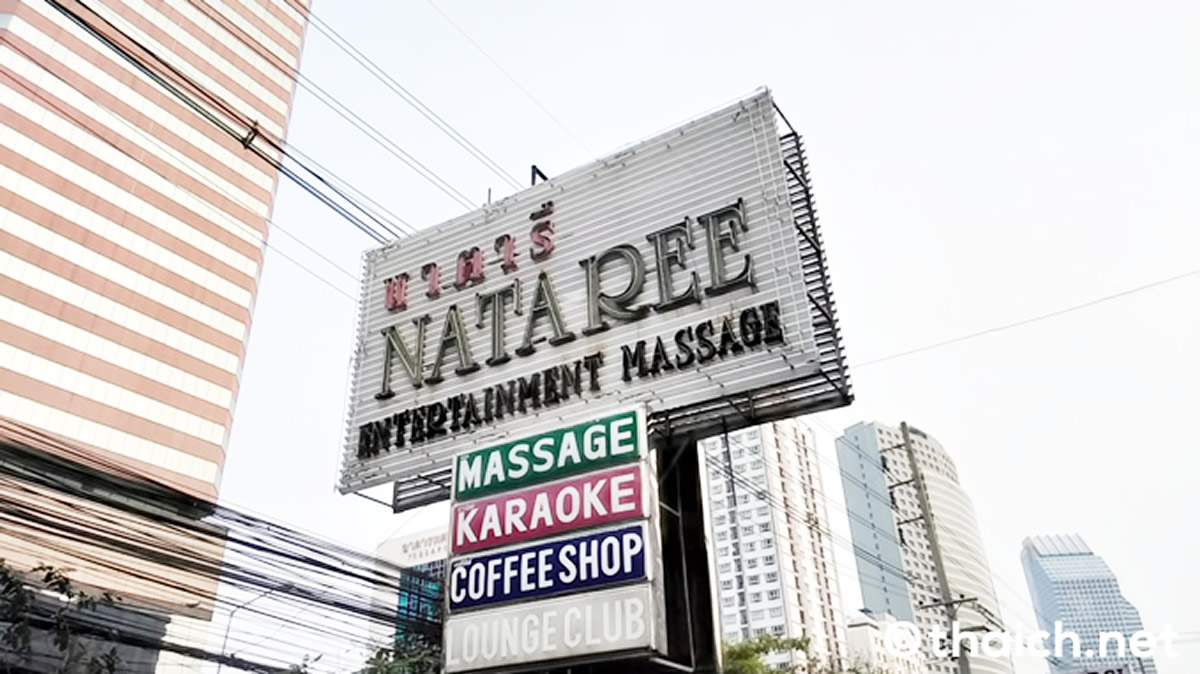 นาตารี
NATAREE
ENTERTAINMENT MASSAGE
MASSAGE
KARAOKE
COFFEE SHOP
LOUNGE CLUB
© thaich.net